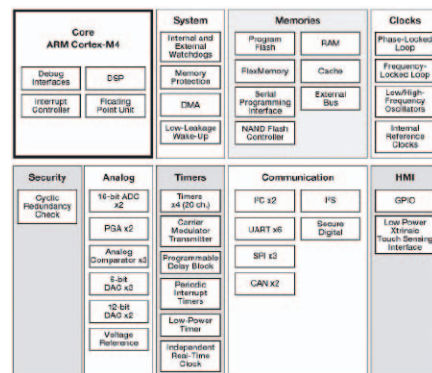 Core
ARM Cortex-M4
Debug
Interfaces
DSP
Interrupt
Controller
Floating
Point Unit
System
Internal and
External
Watchdogs
Memory
Protection
DMA
Low-Leakage
Wake-Up
Memories
Program
Flash
RAM
FlexMemory
Cache
Serial
Programming
Interface
External
Bus
NAND Flash
Controller
Clocks
Phase-Locked
Loop
Frequency-
Locked Loop
Low/High-
Frequency
Oscillators
Internal
Reference
Clocks
Security
Cyclic
Redundancy
Check
Analog
16-bit ADC
x2
PGA x2
Analog
Comparator x3
6-bit
DAC x3
12-bit
DAC x2
Voltage
Reference
Timers
Timers
x4 (20 ch.)
Carrier
Modulator
Transmitter
Programmable
Delay Block
Periodic
Interrupt
Timers
Low-Power
Timer
Independent
Real-Time
Clock
Communication
I²C x2
I²S
UART x6
Secure
Digital
SPI x3
CAN x2
HMI
GPIO
Low Power
Xtrinsic
Touch Sensing
Interface